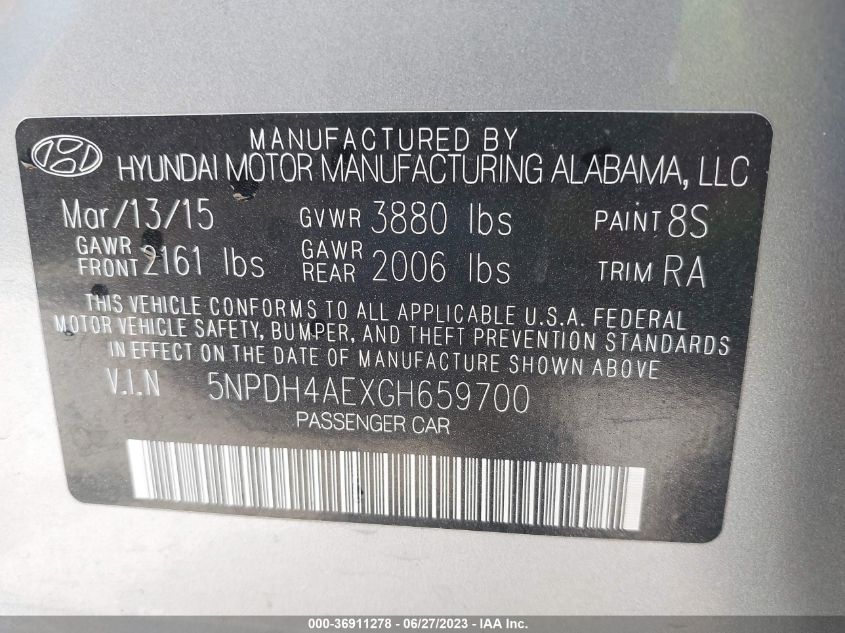 MANUFACTURED BY
HYUNDAI MOTOR MANUFACTURING ALABAMA, LLC
Mar/13/15 GVWR 3880 lbs PAINT 8S
GAWR FRONT 2161 lbs GAWR REAR 2006 lbs TRIM RA
THIS VEHICLE CONFORMS TO ALL APPLICABLE U.S.A. FEDERAL
MOTOR VEHICLE SAFETY, BUMPER, AND THEFT PREVENTION STANDARDS
IN EFFECT ON THE DATE OF MANUFACTURE SHOWN ABOVE
V.I.N 5NPDH4AEXGH659700
PASSENGER CAR
000-36911278 - 06/27/2023 - IAA Inc.